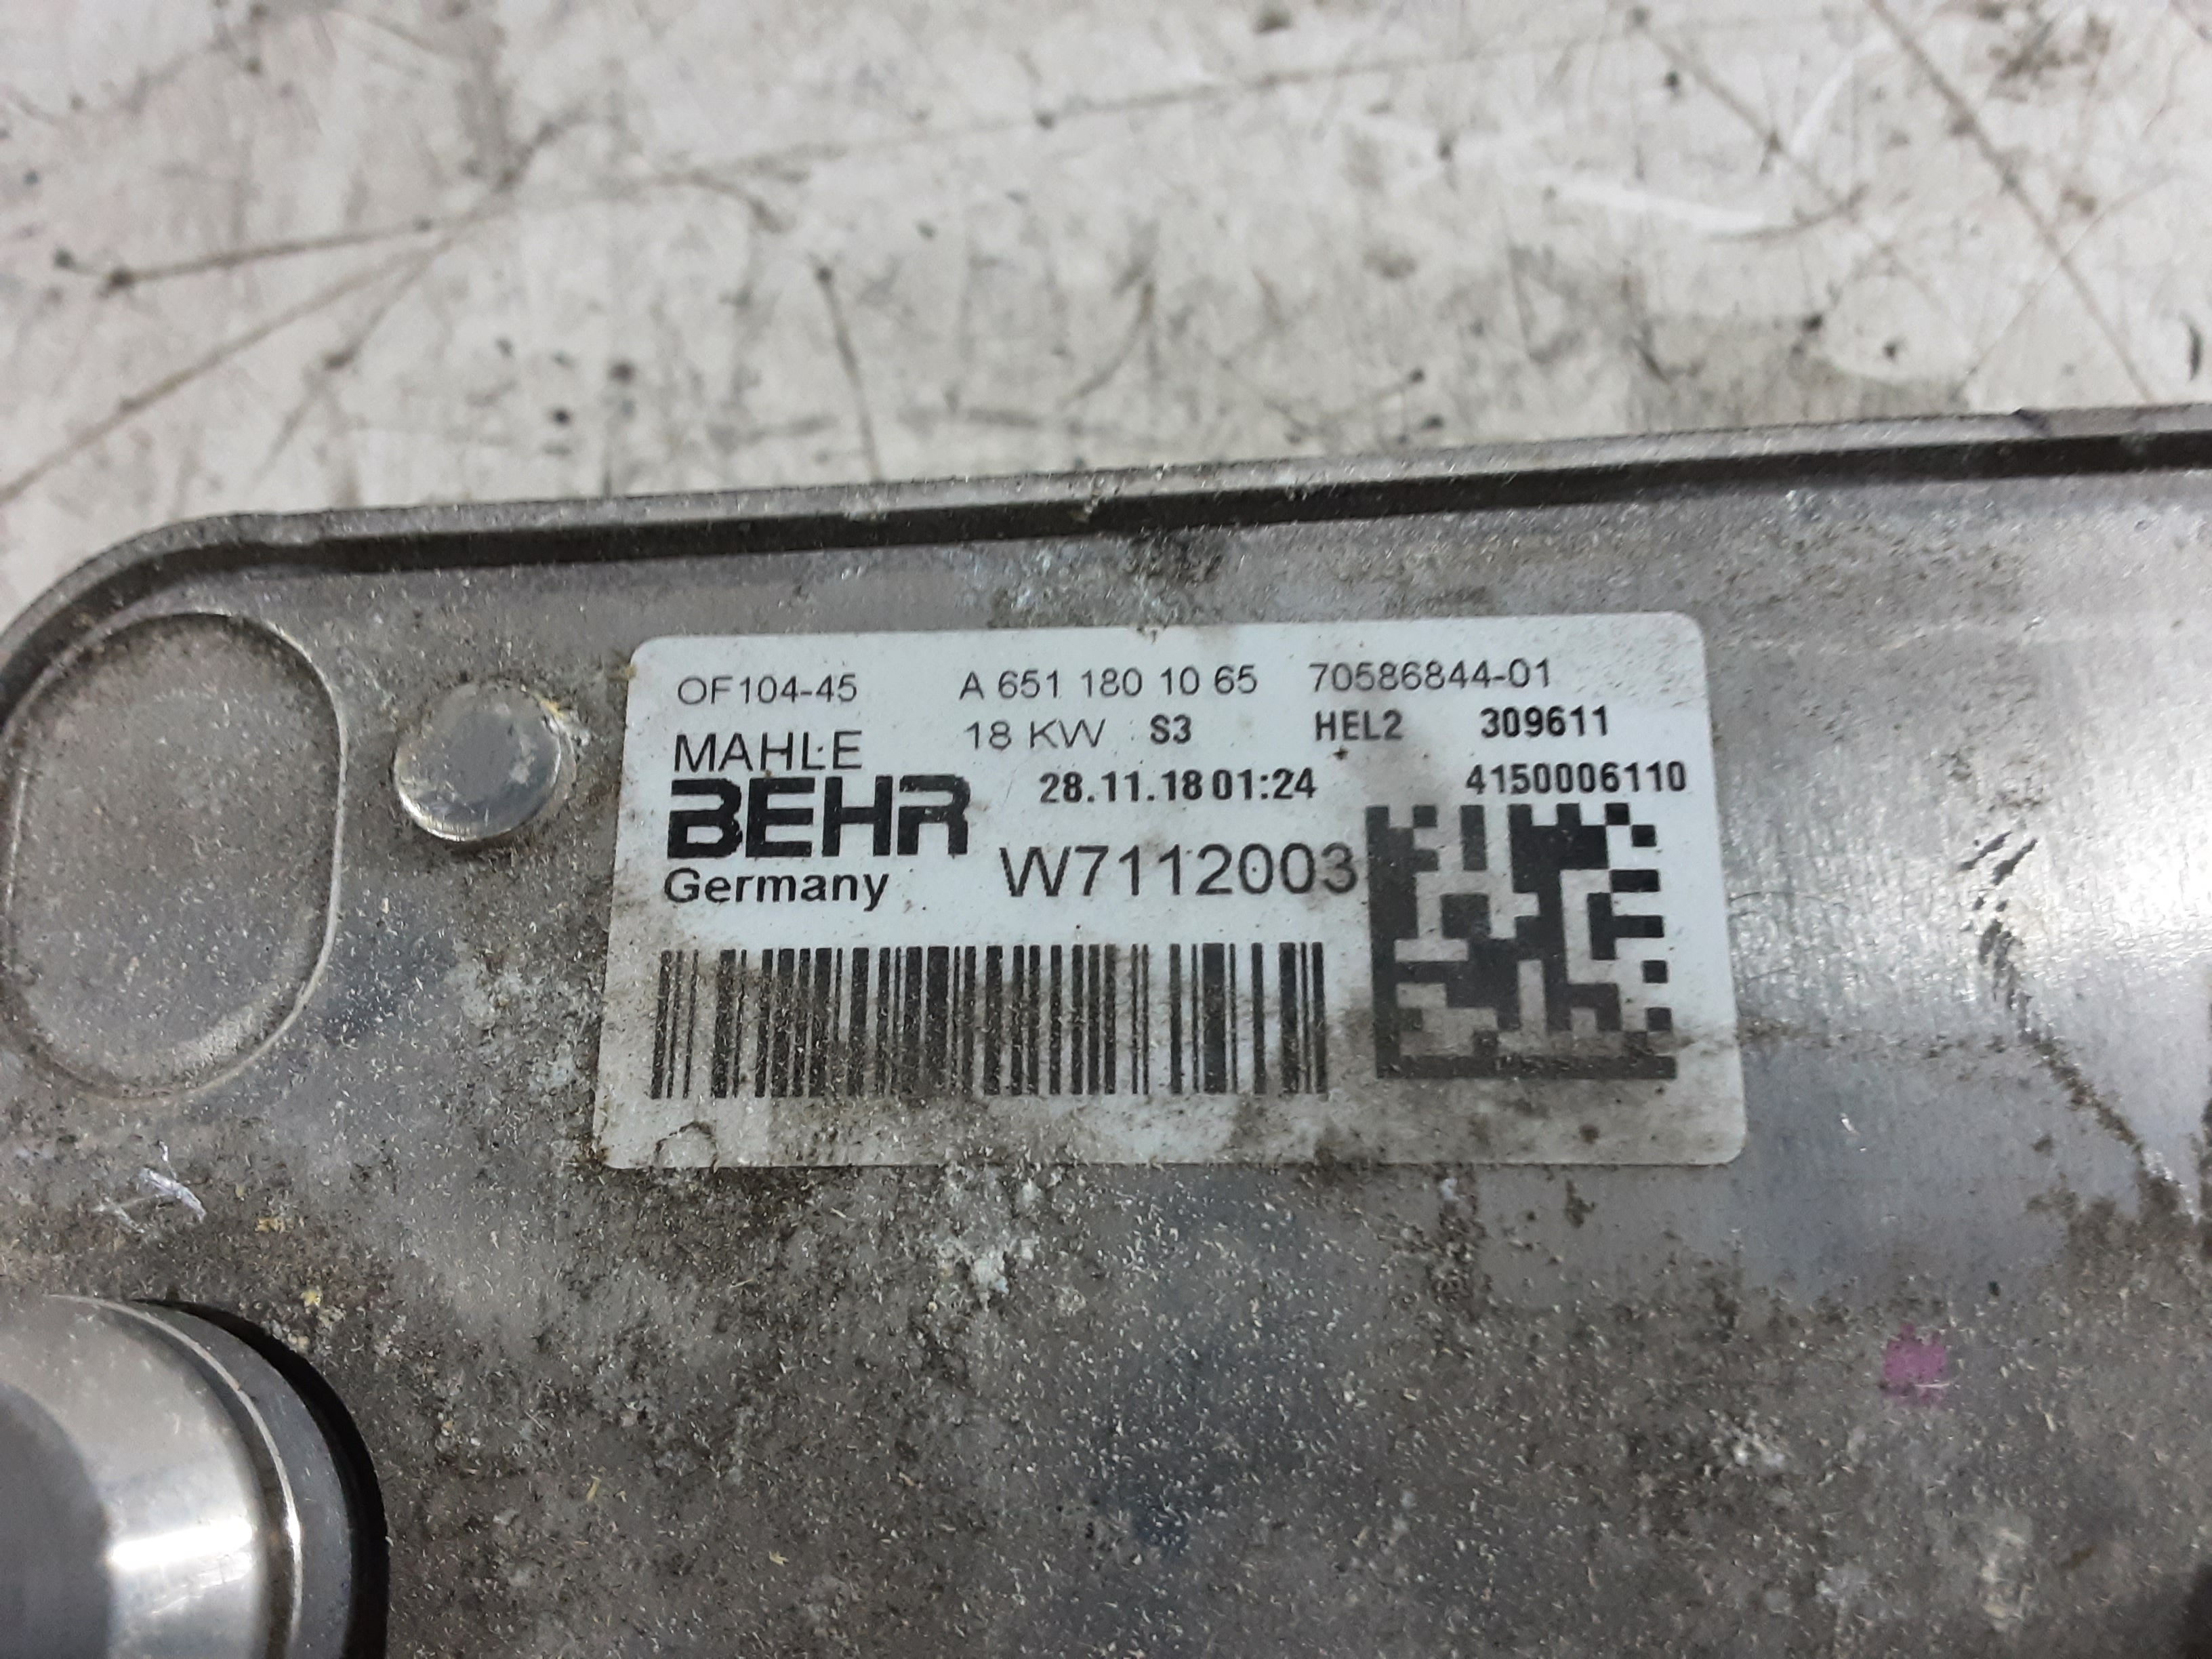 OF104-45 A 651 180 10 65 70586844-01
MAHLE 18 KW S3 HEL2 309611
BEHR 28.11.18 01:24 4150006110
Germany W7112003